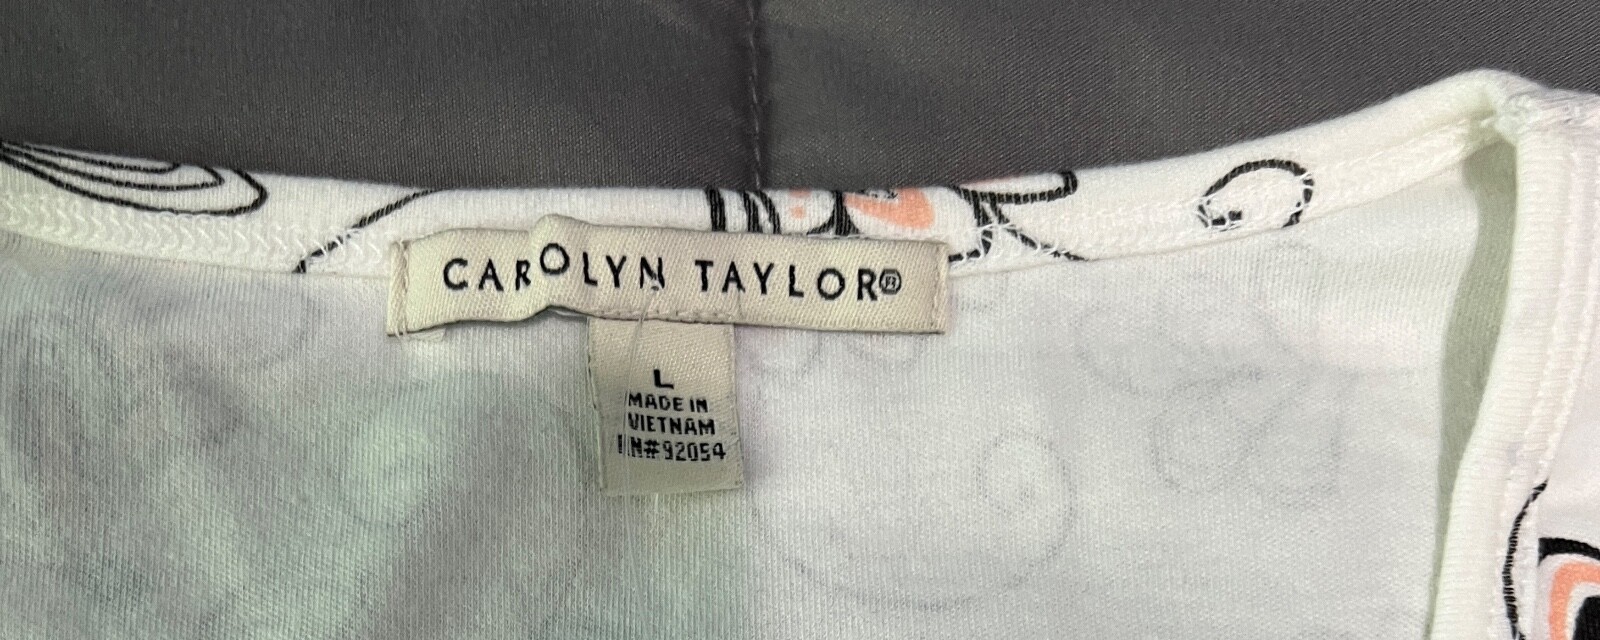 CAROLYN TAYLOR®
L
MADE IN
VIETNAM
RN#92054